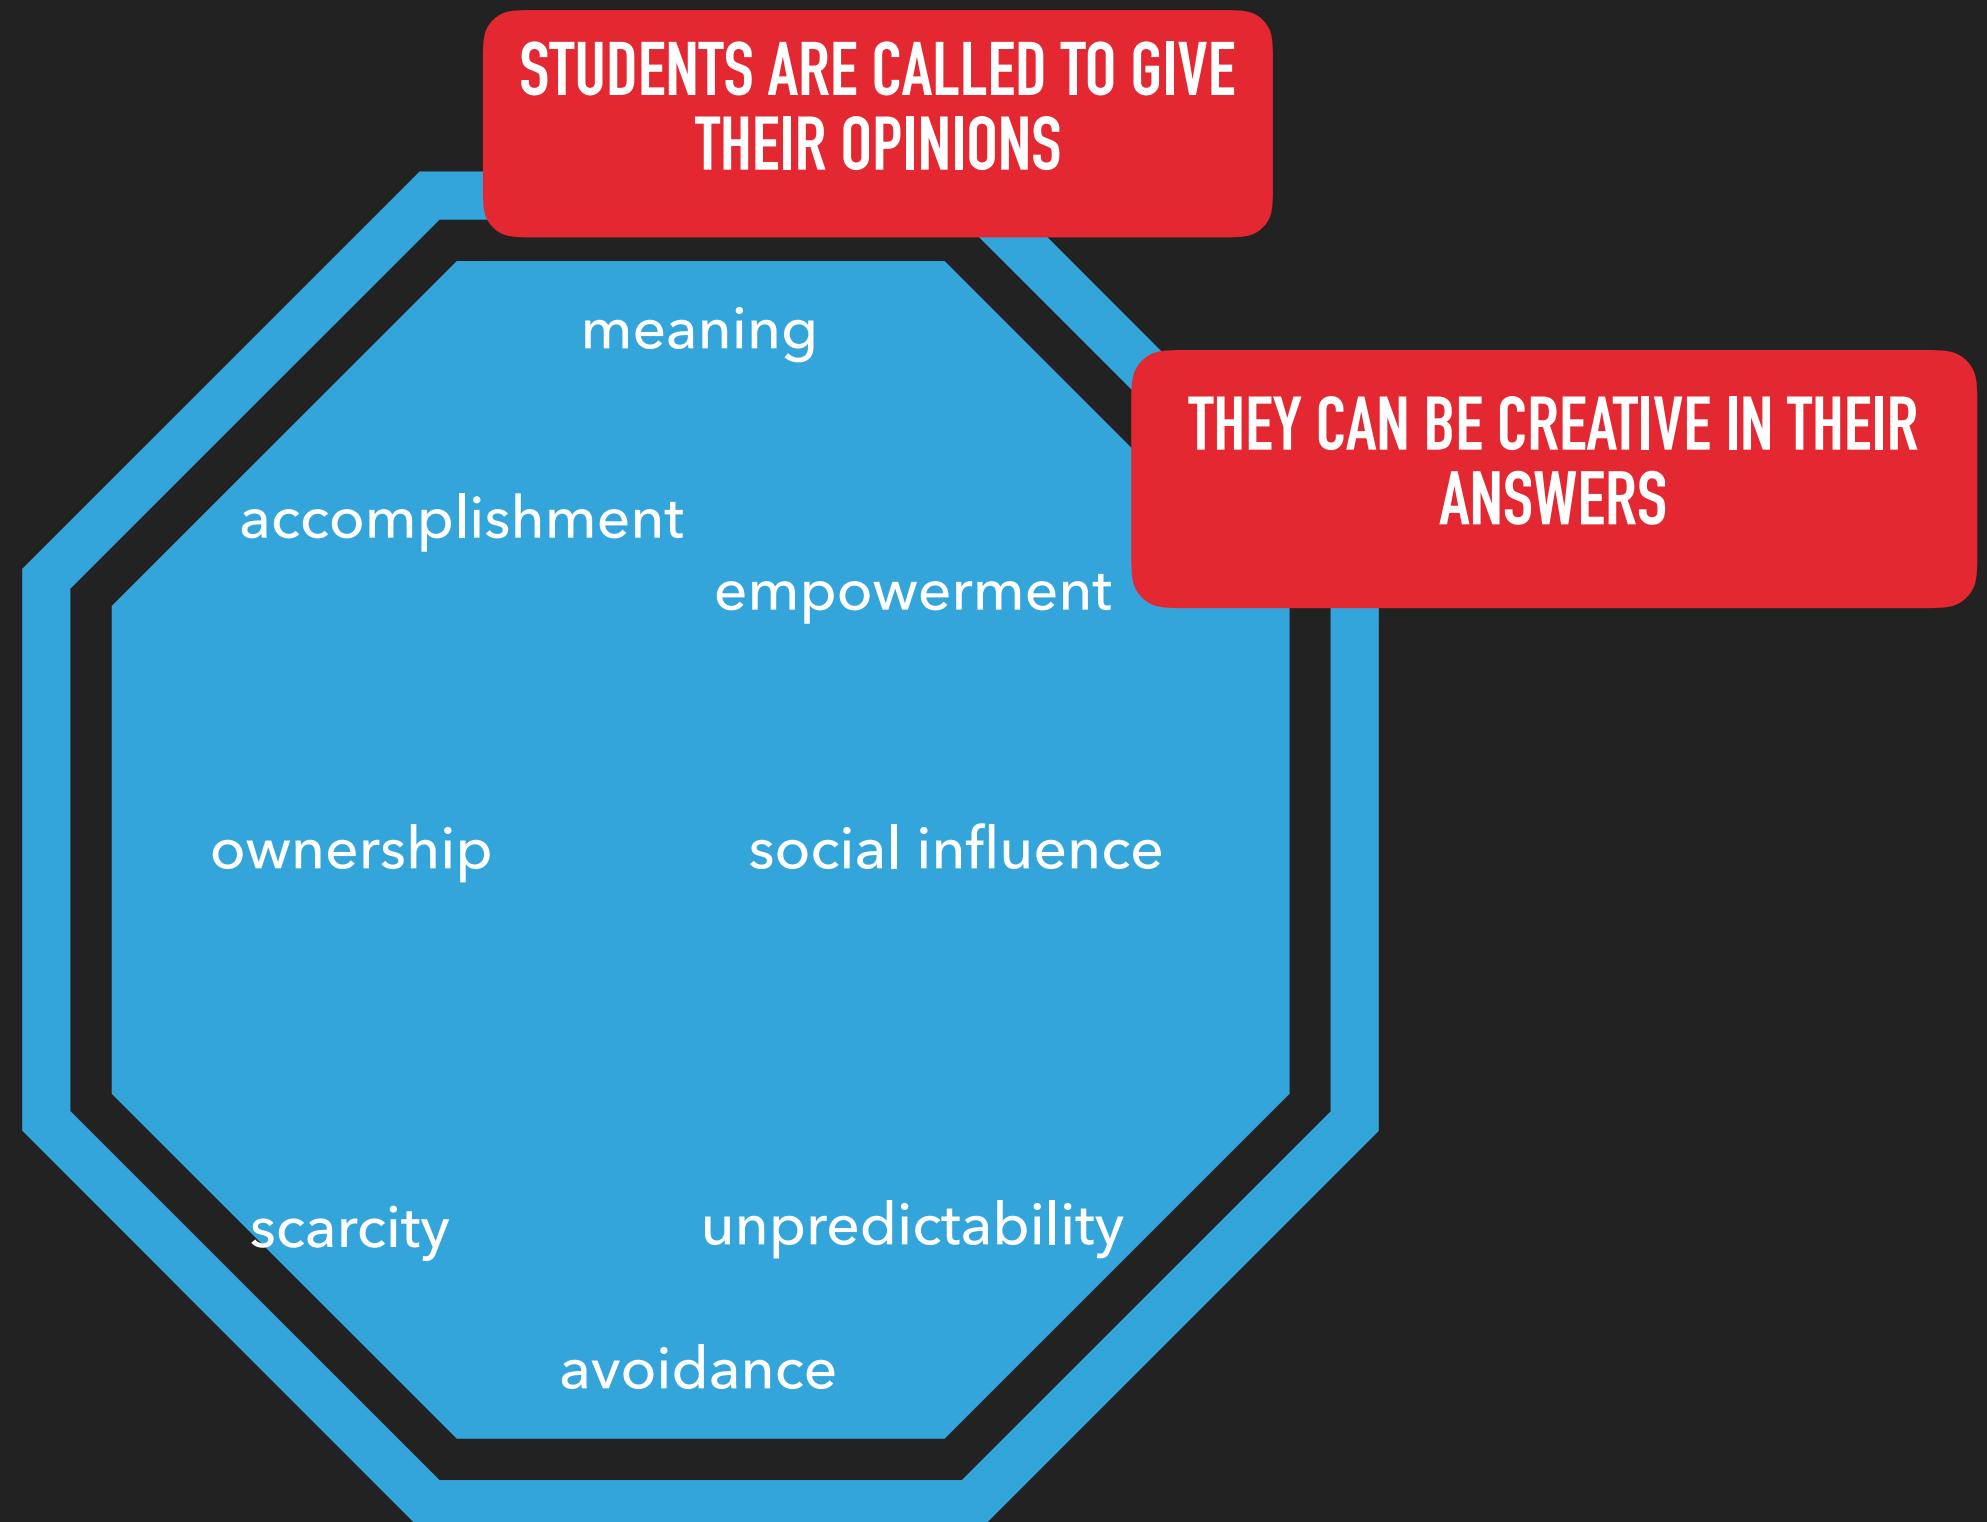 STUDENTS ARE CALLED TO GIVE
THEIR OPINIONS
meaning
THEY CAN BE CREATIVE IN THEIR
ANSWERS
accomplishment
empowerment
ownership
social influence
scarcity
unpredictability
avoidance